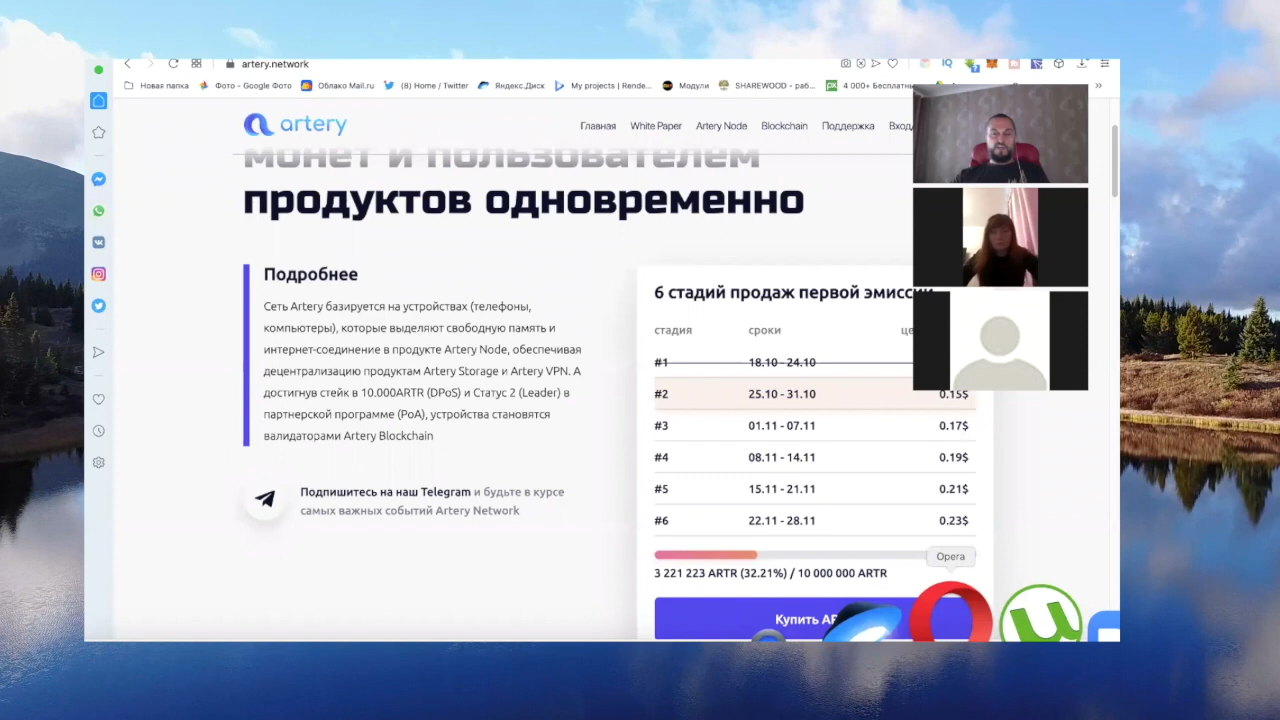 artery.network
Новая папка
Фото - Google Фото
Облако Mail.ru
(8) Home / Twitter
Яндекс.Диск
My projects | Rende...
Модули
SHAREWOOD - раб...
4 000+ Бесплатны
»
artery
Главная
White Paper
Artery Node
Blockchain
Поддержка
Вход
монет и пользователем
продуктов одновременно
Подробнее
Сеть Artery базируется на устройствах (телефоны,
компьютеры), которые выделяют свободную память и
интернет-соединение в продукте Artery Node, обеспечивая
децентрализацию продуктам Artery Storage и Artery VPN. А
достигнув стейк в 10.000ARTR (DPoS) и Статус 2 (Leader) в
партнерской программе (PoA), устройства становятся
валидаторами Artery Blockchain
Подпишитесь на наш Telegram и будьте в курсе
самых важных событий Artery Network
6 стадий продаж первой эмиссии
стадия сроки це
#1 18.10 - 24.10
#2 25.10 - 31.10 0.15$
#3 01.11 - 07.11 0.17$
#4 08.11 - 14.11 0.19$
#5 15.11 - 21.11 0.21$
#6 22.11 - 28.11 0.23$
Opera
3 221 223 ARTR (32.21%) / 10 000 000 ARTR
Купить AR